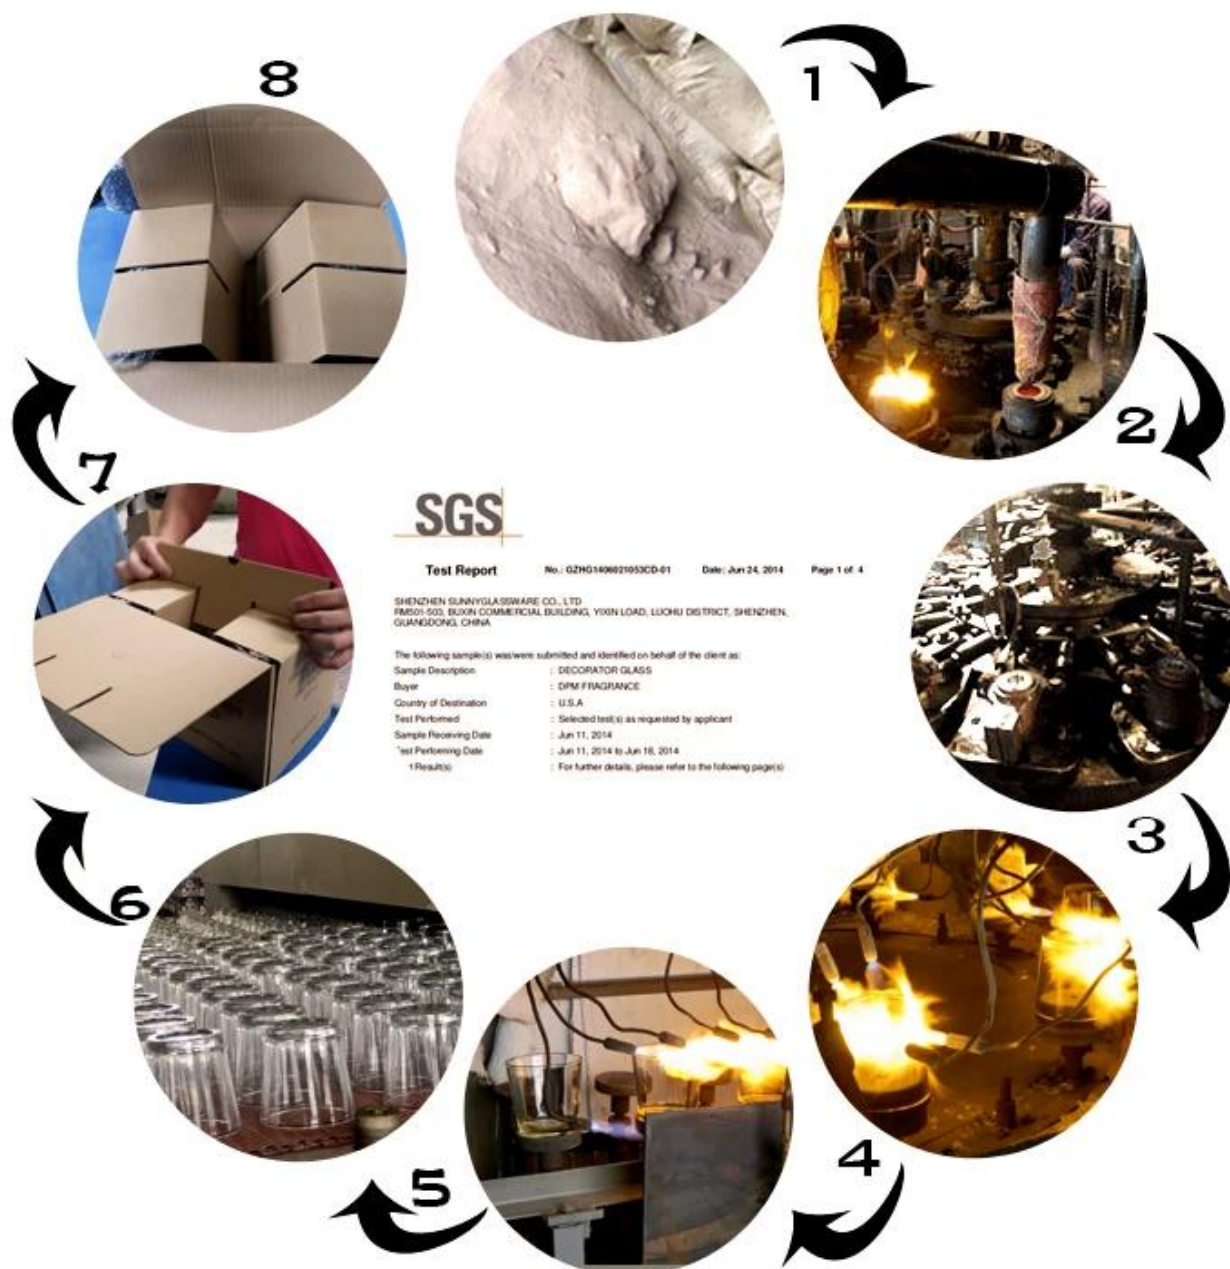 8
1
2
7
SGS
Test Report No.: GZHG1406021053CD-01 Date: Jun 24, 2014 Page 1 of 4
SHENZHEN SUNNYGLASSWARE CO., LTD
RM501-503, BUXIN COMMERCIAL BUILDING, YIXIN LOAD, LUOHU DISTRICT, SHENZHEN,
GUANGDONG, CHINA
The following sample(s) was/were submitted and identified on behalf of the client as:
Sample Description : DECORATOR GLASS
Buyer : DPM FRAGRANCE
Country of Destination : U.S.A
Test Performed : Selected test(s) as requested by applicant
Sample Receiving Date : Jun 11, 2014
est Performing Date : Jun 11, 2014 to Jun 18, 2014
Result(s) : For further details, please refer to the following page(s)
3
6
4
5